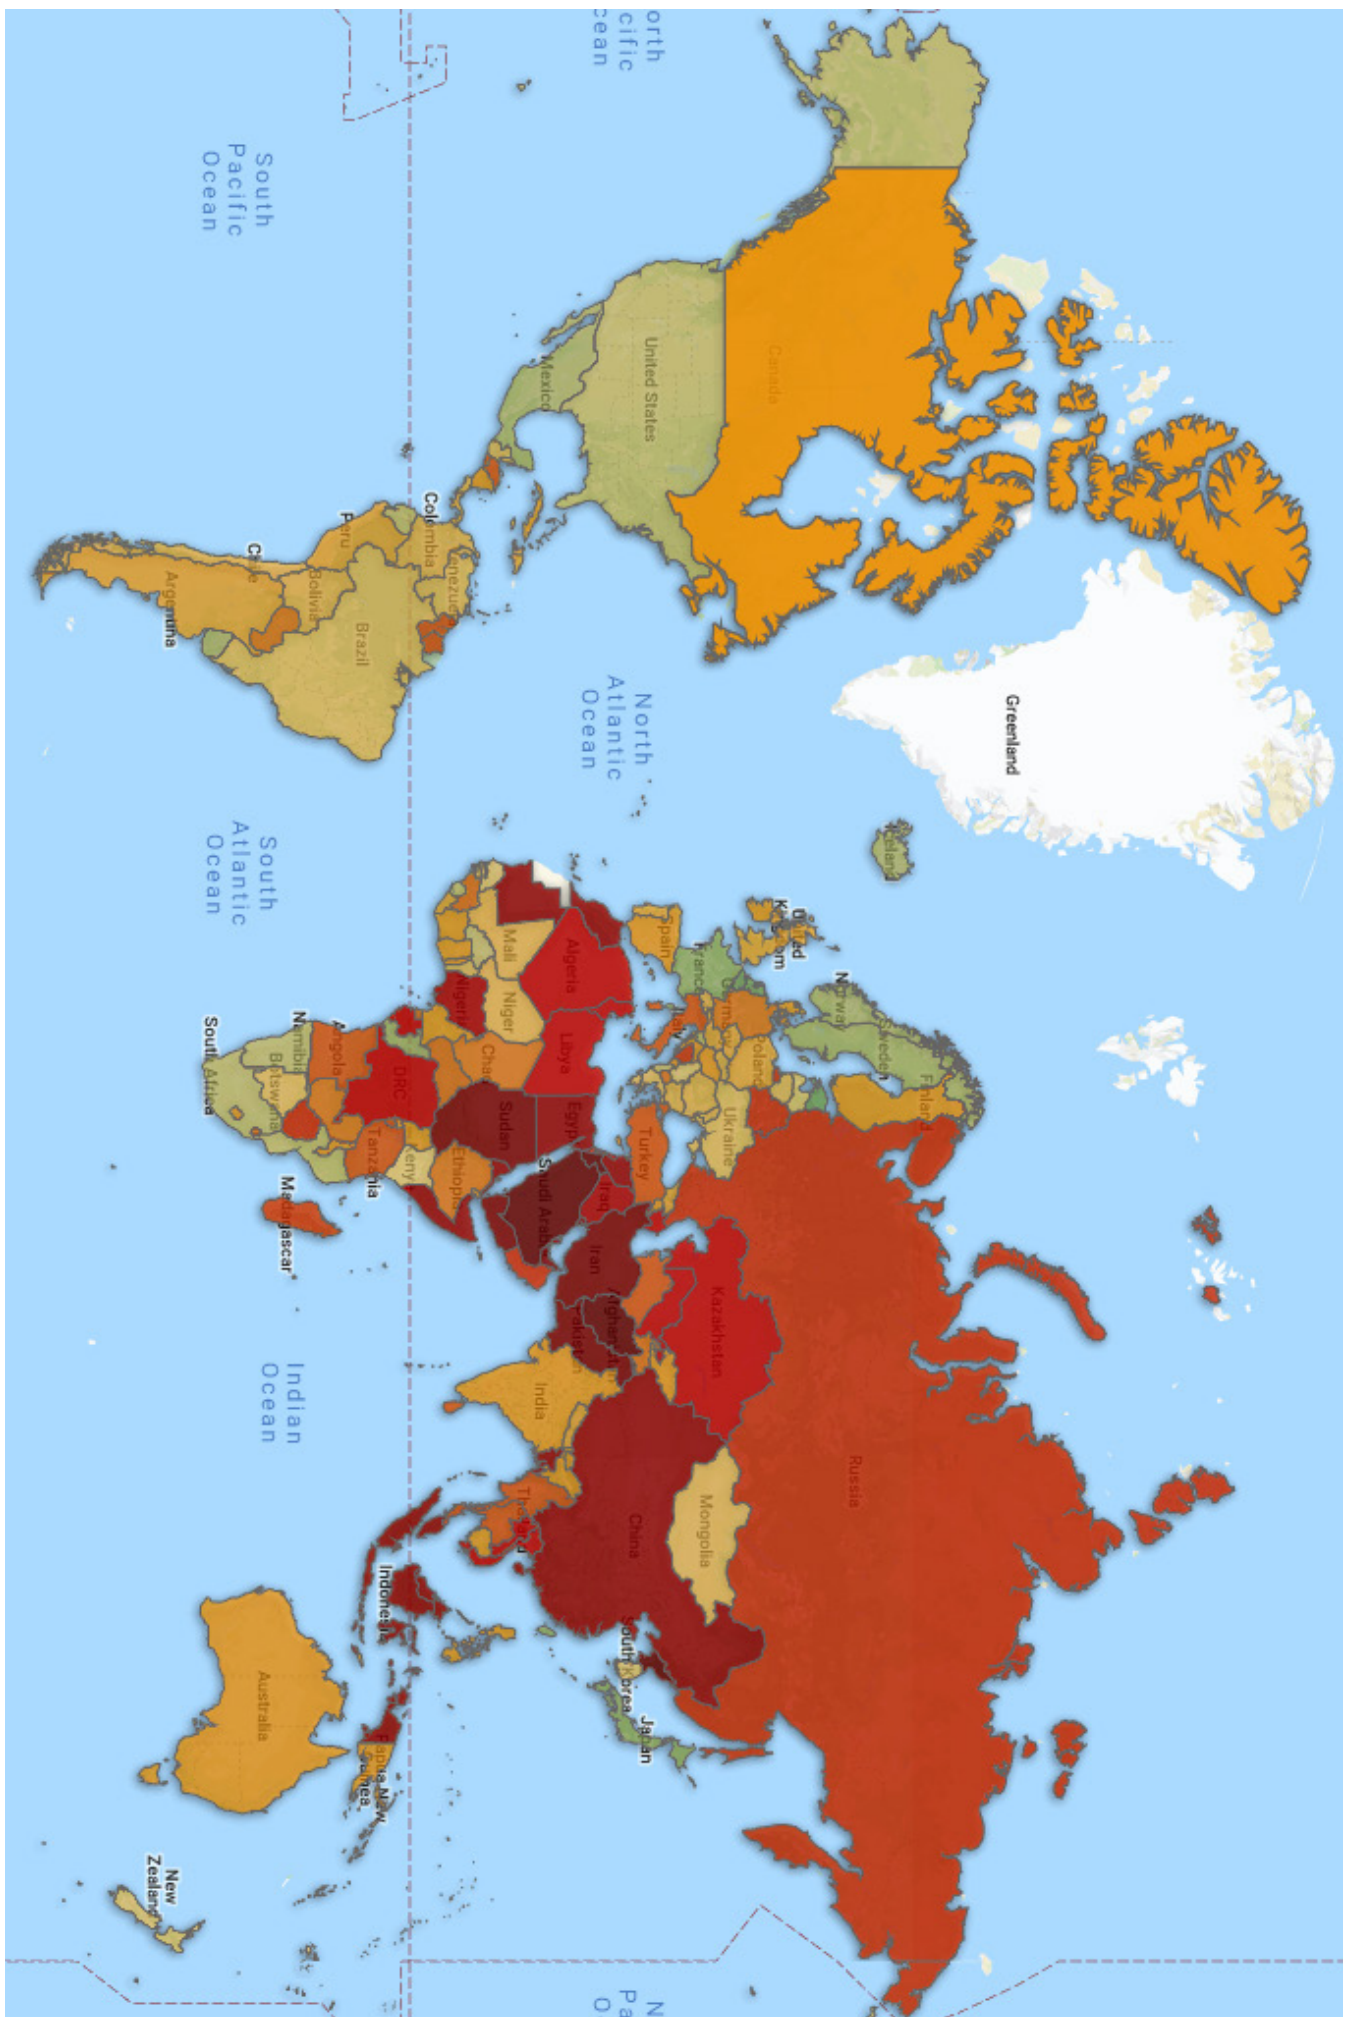 North
Pacific
Ocean
South
Pacific
Ocean
Canada
United States
Mexico
Colombia
Venezuela
Peru
Brazil
Bolivia
Chile
Argentina
Greenland
North
Atlantic
Ocean
South
Atlantic
Ocean
Iceland
Norway
Sweden
Finland
United
Kingdom
Germany
Poland
France
Ukraine
Spain
Italy
Turkey
Algeria
Libya
Egypt
Mali
Niger
Chad
Sudan
Nigeria
Ethiopia
DRC
Kenya
Tanzania
Angola
Namibia
Botswana
South Africa
Madagascar
Saudi Arabia
Iraq
Iran
Afghanistan
Pakistan
Kazakhstan
Russia
Mongolia
China
India
Thailand
South Korea
Japan
Indonesia
Papua New
Guinea
Australia
New
Zealand
Indian
Ocean